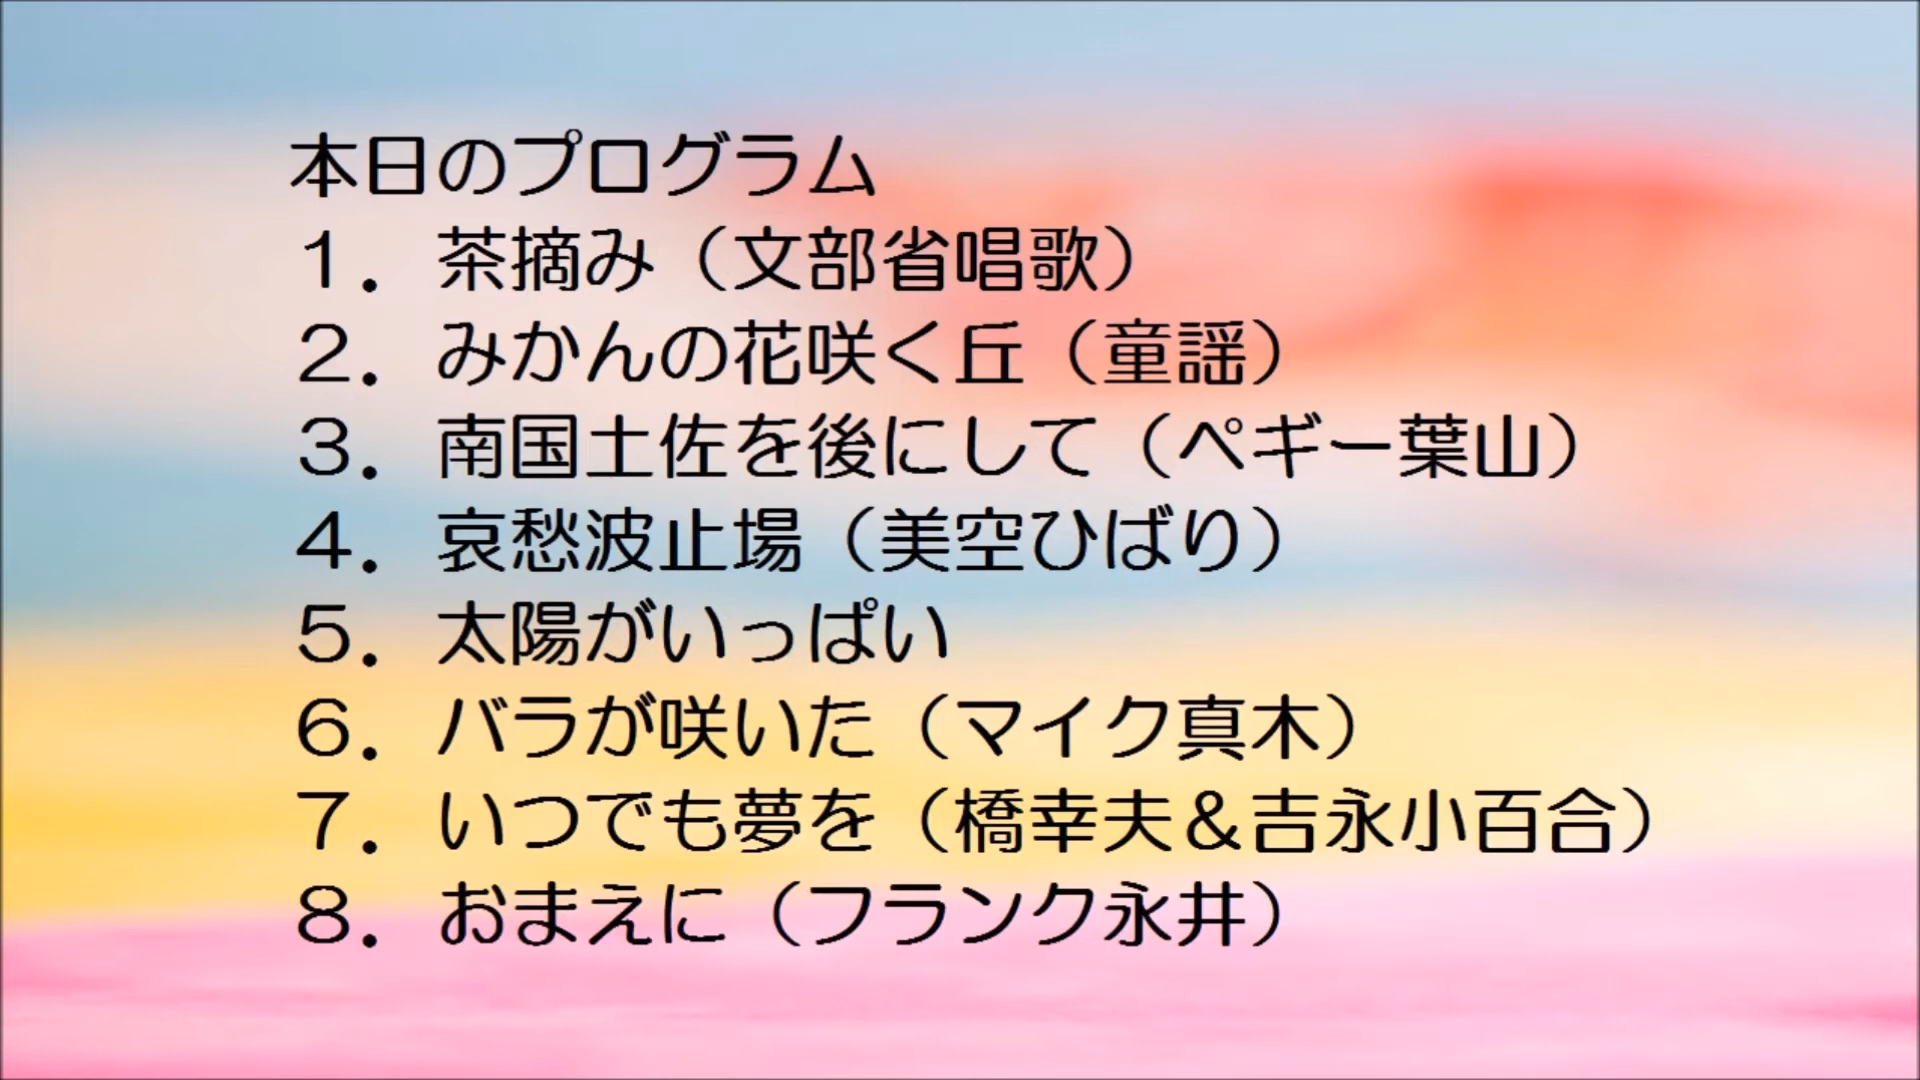 本日のプログラム
１．茶摘み（文部省唱歌）
２．みかんの花咲く丘（童謡）
３．南国土佐を後にして（ペギー葉山）
４．哀愁波止場（美空ひばり）
５．太陽がいっぱい
６．バラが咲いた（マイク真木）
７．いつでも夢を（橋幸夫＆吉永小百合）
８．おまえに（フランク永井）